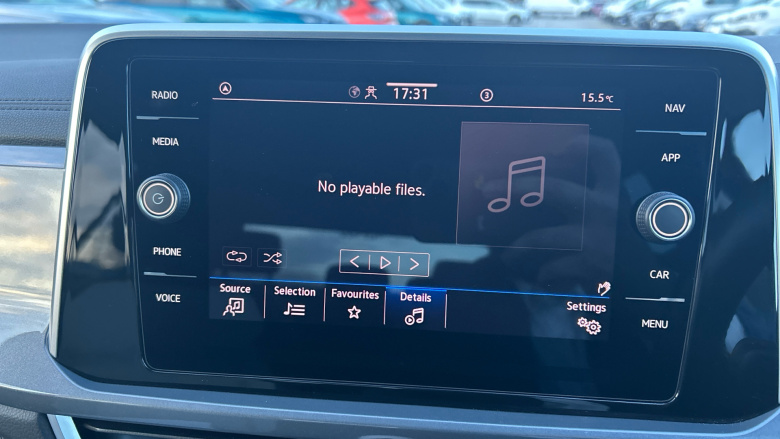 RADIO
MEDIA
PHONE
VOICE
17:31
3
15.5°C
No playable files.
Source
Selection
Favourites
Details
Settings
NAV
APP
CAR
MENU